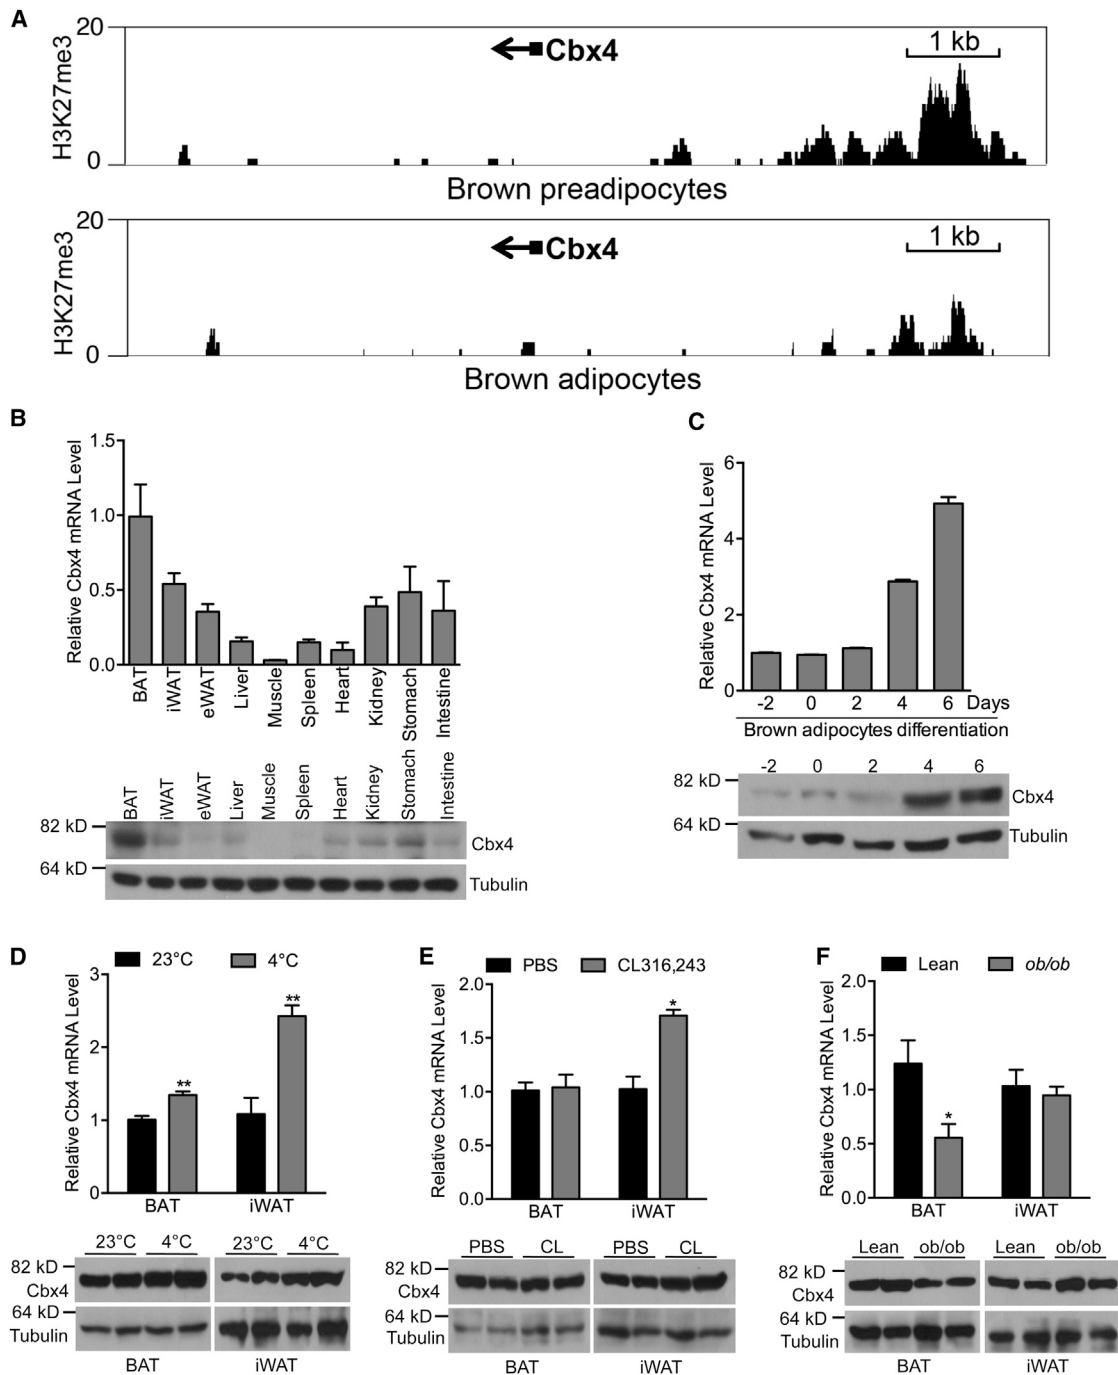 A
20
H3K27me3
0
Cbx4
1 kb
Brown preadipocytes
20
H3K27me3
0
Cbx4
1 kb
Brown adipocytes
B
Relative Cbx4 mRNA Level
1.5
1.0
0.5
0.0
BAT
iWAT
eWAT
Liver
Muscle
Spleen
Heart
Kidney
Stomach
Intestine
BAT
iWAT
eWAT
Liver
Muscle
Spleen
Heart
Kidney
Stomach
Intestine
82 kD
Cbx4
64 kD
Tubulin
C
Relative Cbx4 mRNA Level
6
4
2
0
-2 0 2 4 6 Days
Brown adipocytes differentiation
-2 0 2 4 6
82 kD
Cbx4
64 kD
Tubulin
D
23°C 4°C
Relative Cbx4 mRNA Level
3
2
1
0
**
**
BAT iWAT
23°C 4°C 23°C 4°C
82 kD
Cbx4
64 kD
Tubulin
BAT iWAT
E
PBS CL316,243
Relative Cbx4 mRNA Level
2.0
1.5
1.0
0.5
0.0
*
BAT iWAT
PBS CL PBS CL
82 kD
Cbx4
64 kD
Tubulin
BAT iWAT
F
Lean ob/ob
Relative Cbx4 mRNA Level
2.0
1.5
1.0
0.5
0.0
*
BAT iWAT
Lean ob/ob Lean ob/ob
82 kD
Cbx4
64 kD
Tubulin
BAT iWAT